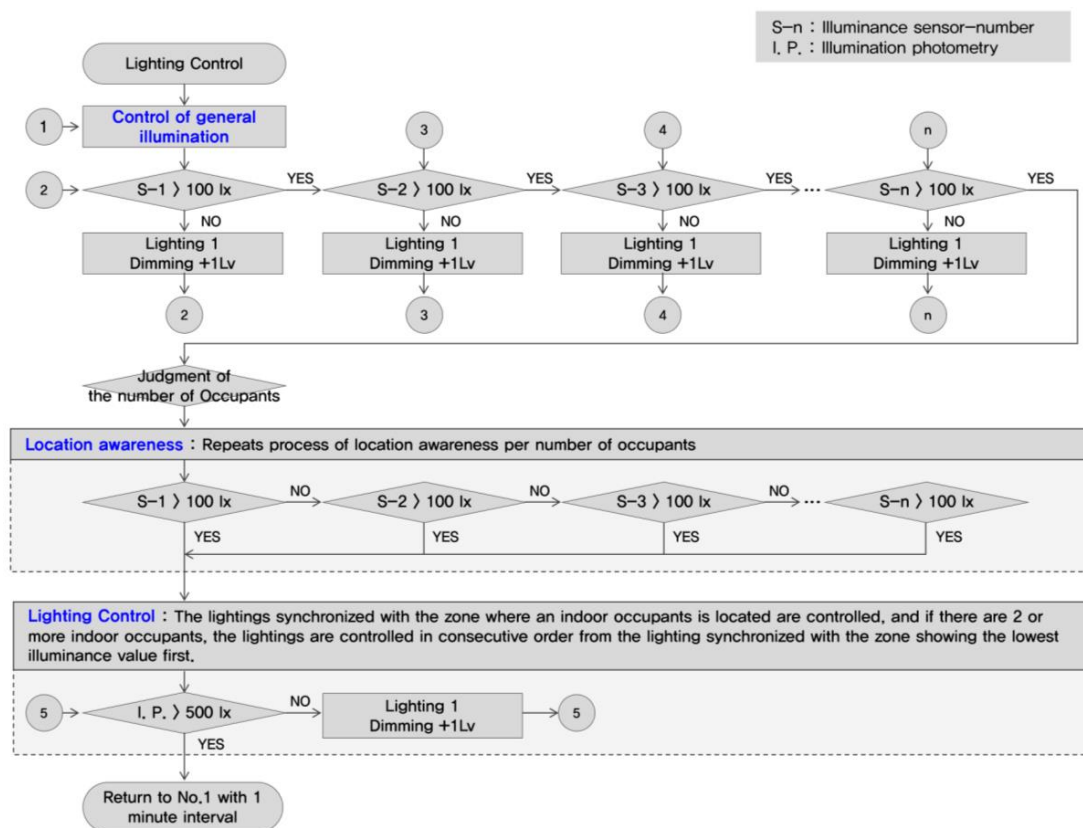 S-n : Illuminance sensor-number
I. P. : Illumination photometry
Lighting Control
1
Control of general
illumination
3
4
n
2
S-1 > 100 lx
YES
S-2 > 100 lx
YES
S-3 > 100 lx
YES
...
S-n > 100 lx
YES
NO
NO
NO
NO
Lighting 1
Dimming +1Lv
Lighting 1
Dimming +1Lv
Lighting 1
Dimming +1Lv
Lighting 1
Dimming +1Lv
2
3
4
n
Judgment of
the number of Occupants
Location awareness : Repeats process of location awareness per number of occupants
S-1 > 100 lx
NO
S-2 > 100 lx
NO
S-3 > 100 lx
NO
...
S-n > 100 lx
YES
YES
YES
YES
Lighting Control : The lightings synchronized with the zone where an indoor occupants is located are controlled, and if there are 2 or
more indoor occupants, the lightings are controlled in consecutive order from the lighting synchronized with the zone showing the lowest
illuminance value first.
5
I. P. > 500 lx
NO
Lighting 1
Dimming +1Lv
5
YES
Return to No.1 with 1
minute interval